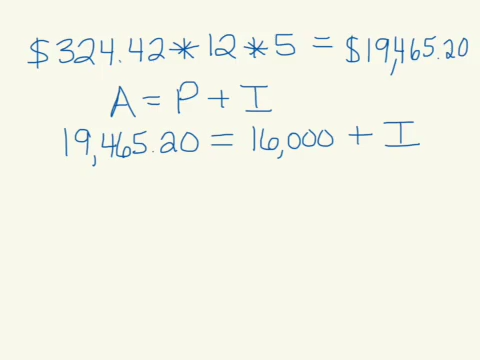 $324.42*12*5 = $19,465.20
A = P + I
19,465.20 = 16,000 + I